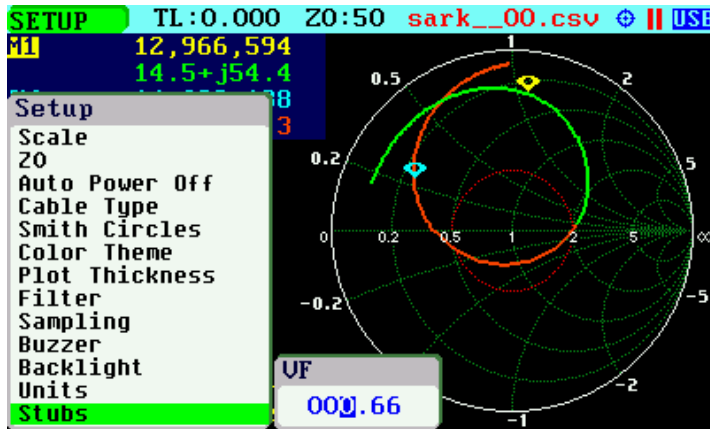 SETUP TL:0.000 Z0:50 sark__00.csv USB
M1 12,966,594
14.5+j54.4
8
3
Setup
Scale
ZO
Auto Power Off
Cable Type
Smith Circles
Color Theme
Plot Thickness
Filter
Sampling
Buzzer
Backlight
Units
Stubs
VF
000.66
1
0.5
2
0.2
5
0 0.2 0.5 1 2 5 ∞
-0.2
-5
-2
-1